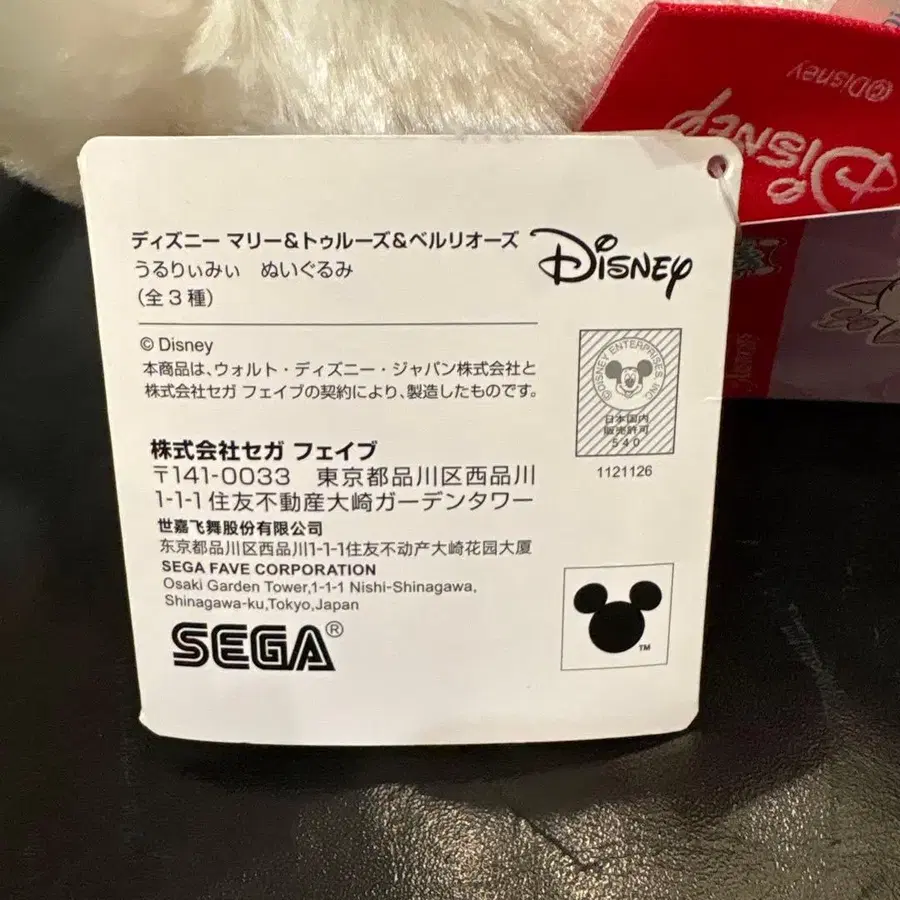 ©Disney
Disney
ディズニー マリー&トゥルーズ&ベルリオーズ
うるりぃみぃ ぬいぐるみ
(全3種)
Disney
© Disney
本商品は、ウォルト・ディズニー・ジャパン株式会社と
株式会社セガ フェイブの契約により、製造したものです。
©DISNEY ENTERPRISES, INC.
日本国内
販売許可
540
1121126
株式会社セガ フェイブ
〒141-0033 東京都品川区西品川
1-1-1 住友不動産大崎ガーデンタワー
世嘉飞舞股份有限公司
东京都品川区西品川1-1-1住友不动产大崎花园大厦
SEGA FAVE CORPORATION
Osaki Garden Tower,1-1-1 Nishi-Shinagawa,
Shinagawa-ku,Tokyo,Japan
SEGA®
TM